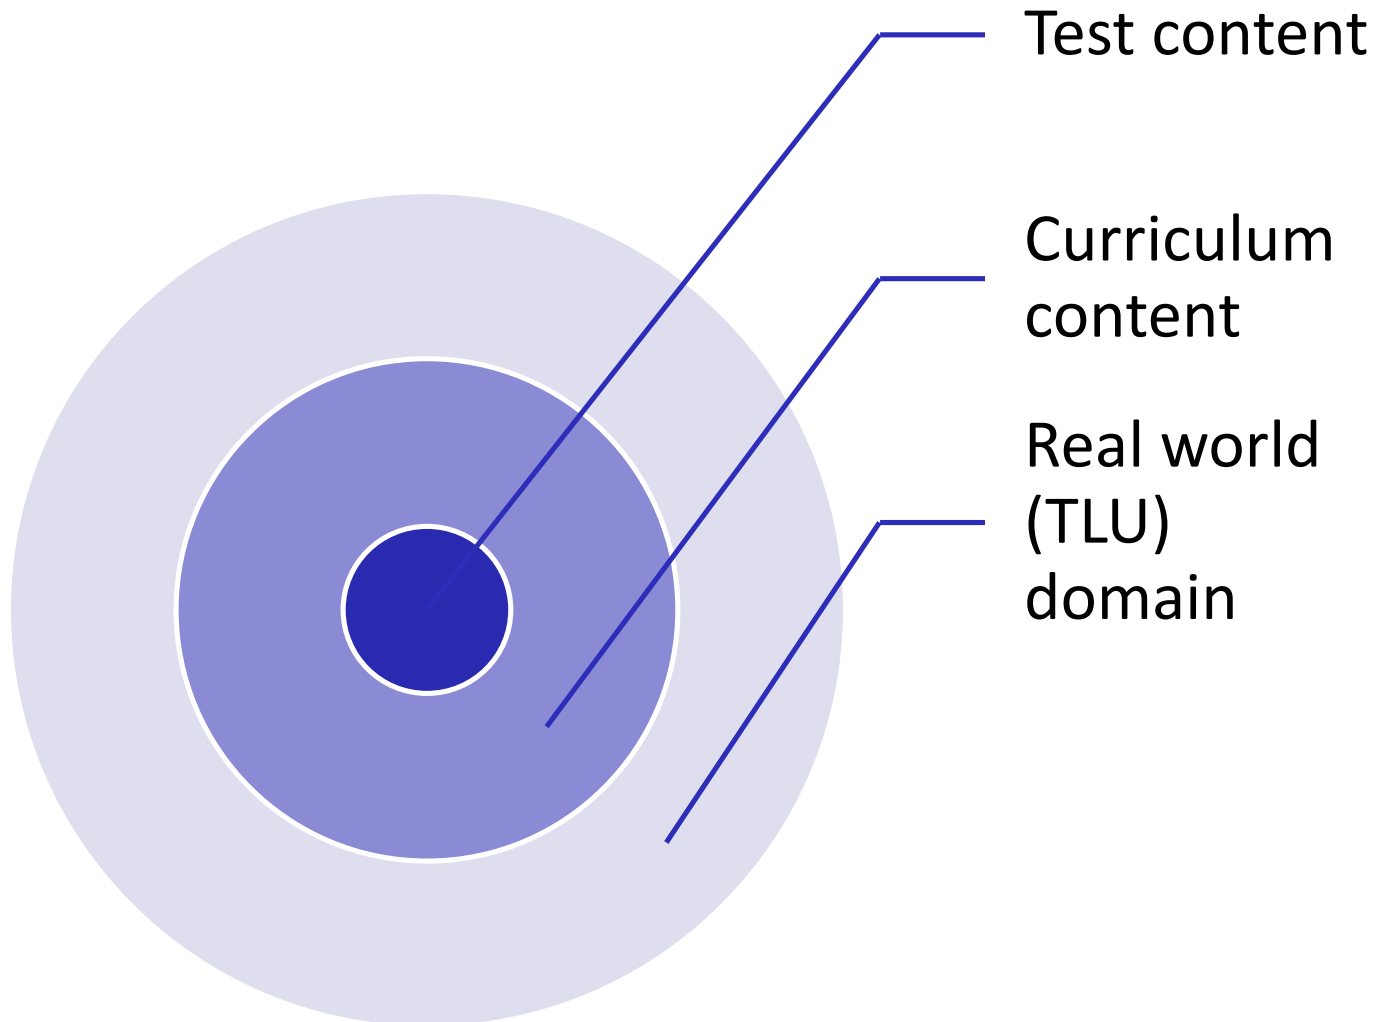 Test content
Curriculum
content
Real world
(TLU)
domain